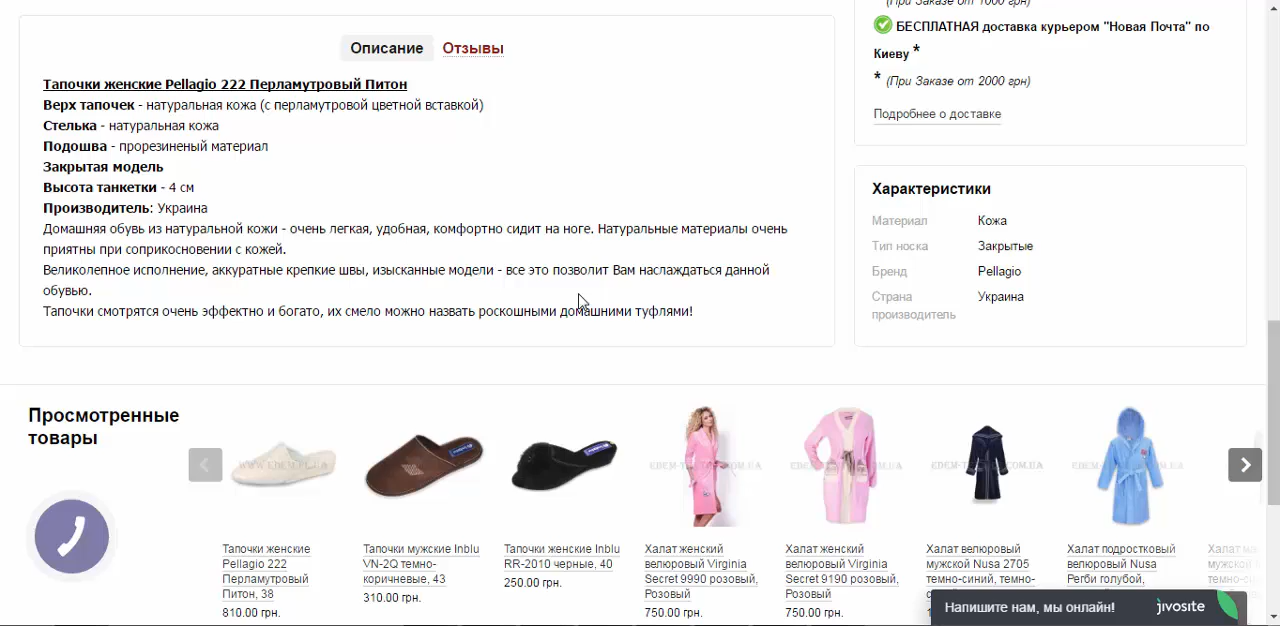 Описание Отзывы
Тапочки женские Pellagio 222 Перламутровый Питон
Верх тапочек - натуральная кожа (с перламутровой цветной вставкой)
Стелька - натуральная кожа
Подошва - прорезиненый материал
Закрытая модель
Высота танкетки - 4 см
Производитель: Украина
Домашняя обувь из натуральной кожи - очень легкая, удобная, комфортно сидит на ноге. Натуральные материалы очень
приятны при соприкосновении с кожей.
Великолепное исполнение, аккуратные крепкие швы, изысканные модели - все это позволит Вам наслаждаться данной
обувью.
Тапочки смотрятся очень эффектно и богато, их смело можно назвать роскошными домашними туфлями!
(При Заказе от 1000 грн)
БЕСПЛАТНАЯ доставка курьером "Новая Почта" по
Киеву *
* (При Заказе от 2000 грн)
Подробнее о доставке
Характеристики
Материал Кожа
Тип носка Закрытые
Бренд Pellagio
Страна Украина
производитель
Просмотренные
товары
Тапочки женские
Pellagio 222
Перламутровый
Питон, 38
810.00 грн.
Тапочки мужские Inblu
VN-2Q темно-
коричневые, 43
310.00 грн.
Тапочки женские Inblu
RR-2010 черные, 40
250.00 грн.
Халат женский
велюровый Virginia
Secret 9990 розовый,
Розовый
750.00 грн.
Халат женский
велюровый Virginia
Secret 9190 розовый,
Розовый
750.00 грн.
Халат велюровый
мужской Nusa 2705
темно-синий, темно-
Халат подростковый
велюровый Nusa
Регби голубой,
Халат
мужской
темно-с
Напишите нам, мы онлайн! jivosite